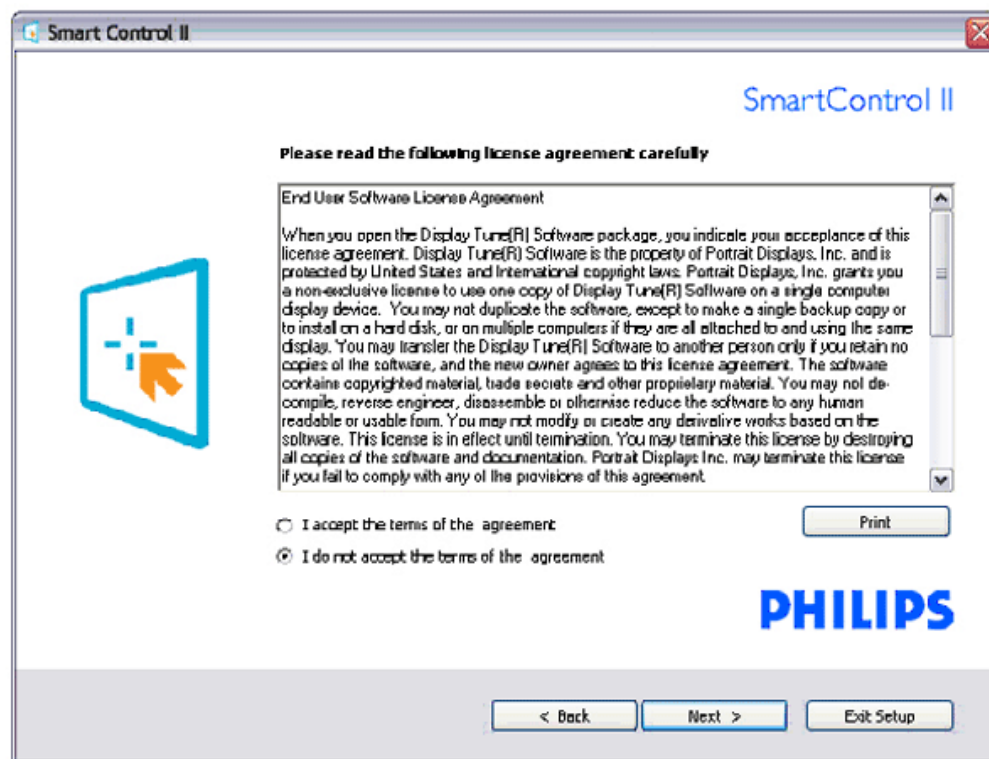 Smart Control II
SmartControl II
Please read the following license agreement carefully
End User Software License Agreement
When you open the Display Tune(R) Software package, you indicate your acceptance of this
license agreement. Display Tune(R) Software is the property of Portrait Displays, Inc. and is
protected by United States and International copyright laws. Portrait Displays, Inc. grants you
a non-exclusive license to use one copy of Display Tune(R) Software on a single computer
display device. You may not duplicate the software, except to make a single backup copy or
to install on a hard disk, or on multiple computers if they are all attached to and using the same
display. You may transfer the Display Tune(R) Software to another person only if you retain no
copies of the software, and the new owner agrees to this license agreement. The software
contains copyrighted material, trade secrets and other proprietary material. You may not de-
compile, reverse engineer, disassemble or otherwise reduce the software to any human
readable or usable form. You may not modify or create any derivative works based on the
software. This license is in effect until termination. You may terminate this license by destroying
all copies of the software and documentation. Portrait Displays Inc. may terminate this license
if you fail to comply with any of the provisions of this agreement.
I accept the terms of the agreement
Print
I do not accept the terms of the agreement
PHILIPS
< Back
Next >
Exit Setup